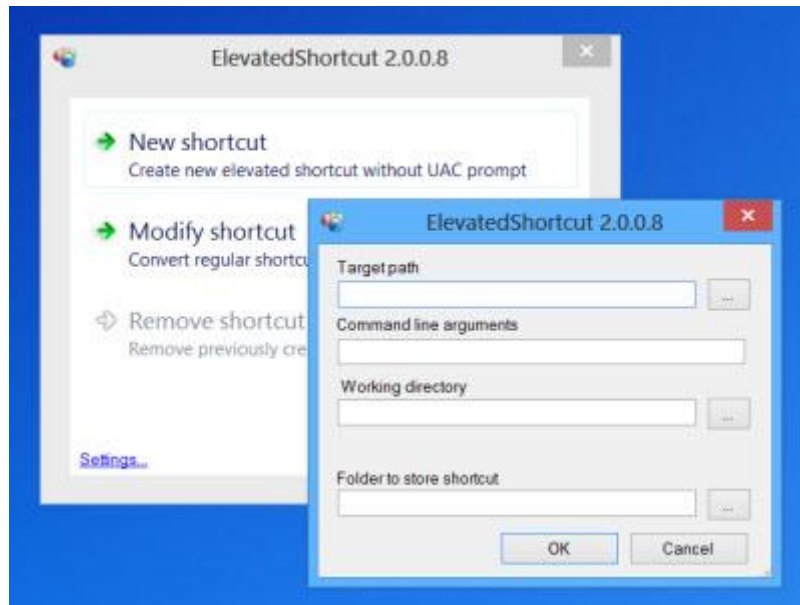 ElevatedShortcut 2.0.0.8
New shortcut
Create new elevated shortcut without UAC prompt
Modify shortcut
Convert regular shortcu
Remove shortcut
Remove previously cre
Settings...
ElevatedShortcut 2.0.0.8
Target path
...
Command line arguments
Working directory
...
Folder to store shortcut
...
OK Cancel